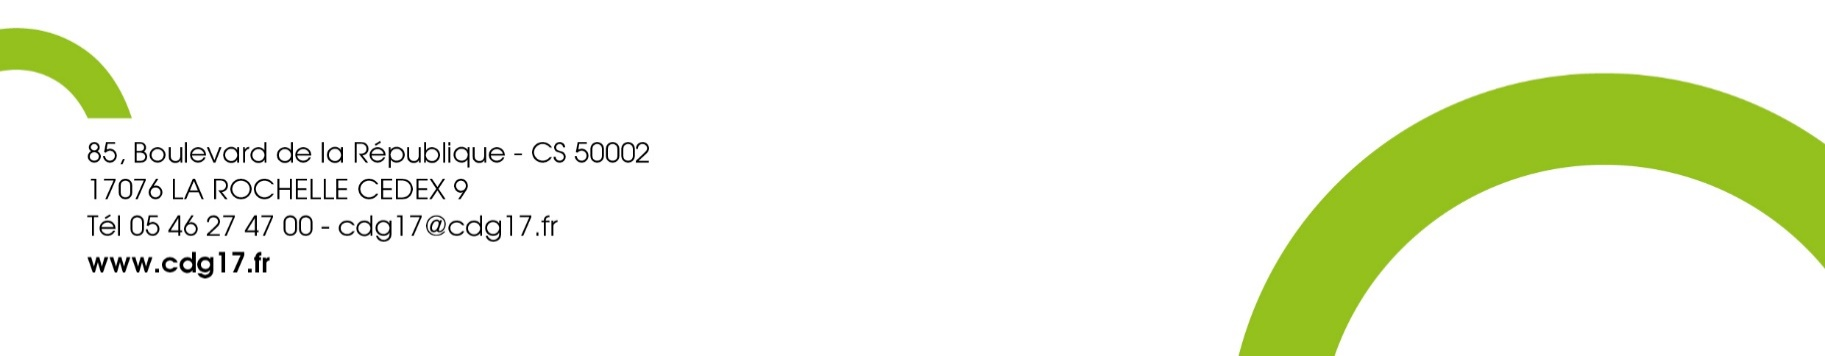 85, Boulevard de la République - CS 50002
17076 LA ROCHELLE CEDEX 9
Tél 05 46 27 47 00 - cdg17@cdg17.fr
www.cdg17.fr